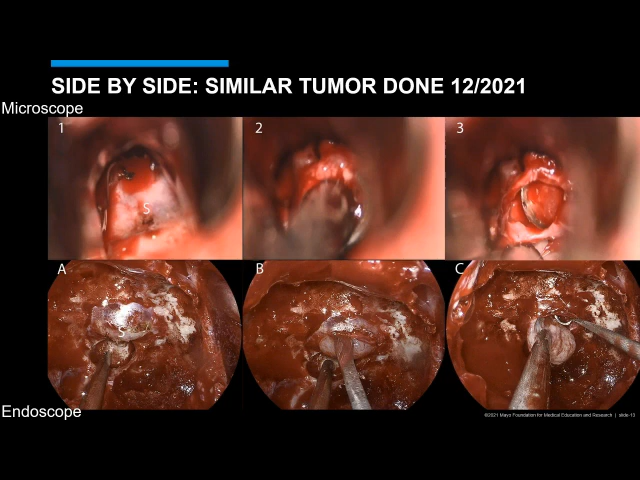 SIDE BY SIDE: SIMILAR TUMOR DONE 12/2021
Microscope
1 2 3
S
A B C
S
Endoscope
©2021 Mayo Foundation for Medical Education and Research | slide-13